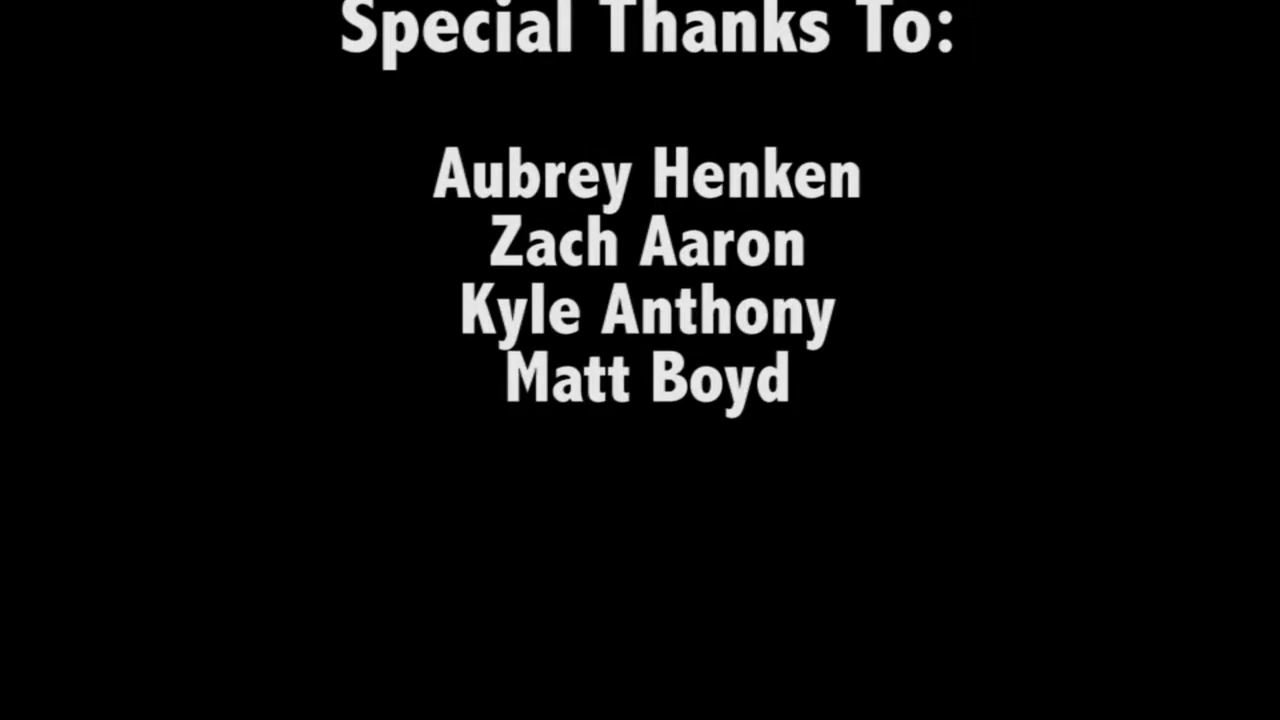 Special Thanks To:
Aubrey Henken
Zach Aaron
Kyle Anthony
Matt Boyd